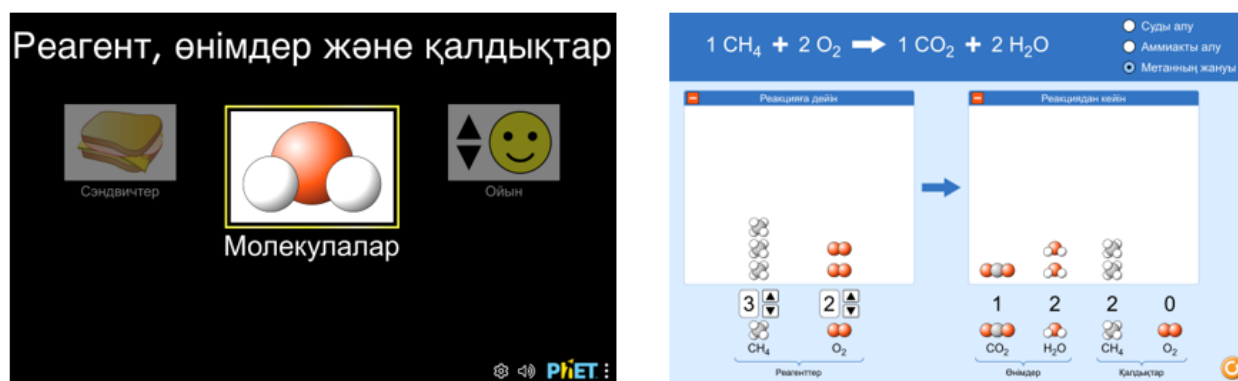 Реагент, өнімдер және қалдықтар
Сэндвичтер
Молекулалар
Ойын
PhET
1 CH₄ + 2 O₂ → 1 CO₂ + 2 H₂O
Суды алу
Аммиакты алу
Метанның жануы
Реакцияға дейін
Реакциядан кейін
3 2
1 2 2 0
CH₄ O₂
CO₂ H₂O CH₄ O₂
Реагенттер
Өнімдер
Қалдықтар